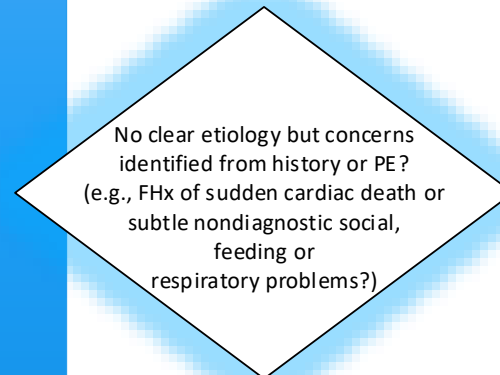 No clear etiology but concerns
identified from history or PE?
(e.g., FHx of sudden cardiac death or
subtle nondiagnostic social,
feeding or
respiratory problems?)